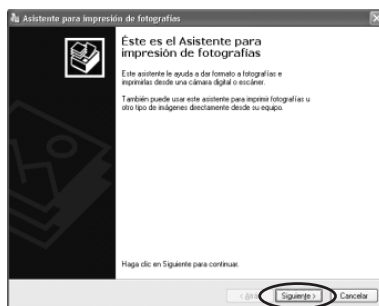 Asistente para impresión de fotografías
Éste es el Asistente para
impresión de fotografías
Este asistente le ayuda a dar formato a fotografías e
imprimirlas desde una cámara digital o escáner.
También puede usar este asistente para imprimir fotografías u
otro tipo de imágenes directamente desde su equipo.
Haga clic en Siguiente para continuar.
Siguiente > Cancelar